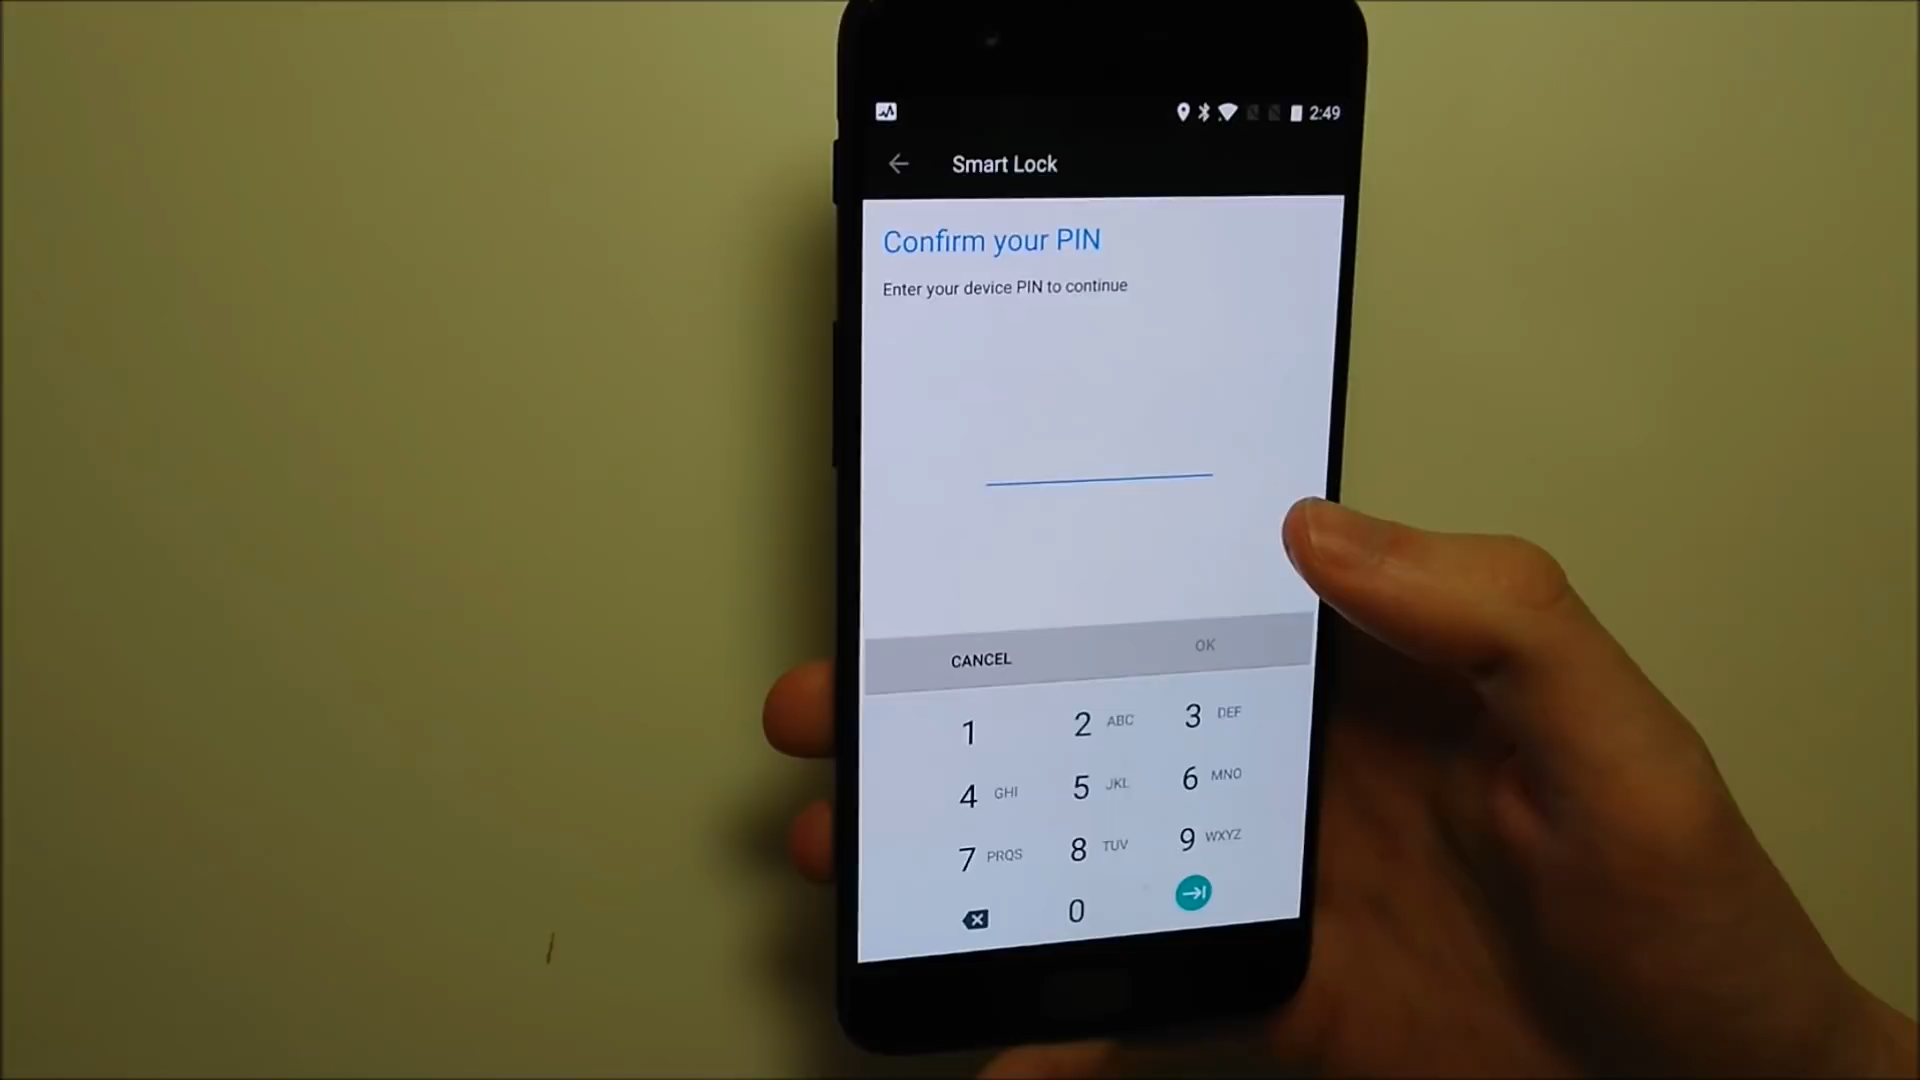 2:49
Smart Lock
Confirm your PIN
Enter your device PIN to continue
CANCEL OK
1 2 ABC 3 DEF
4 GHI 5 JKL 6 MNO
7 PRQS 8 TUV 9 WXYZ
0